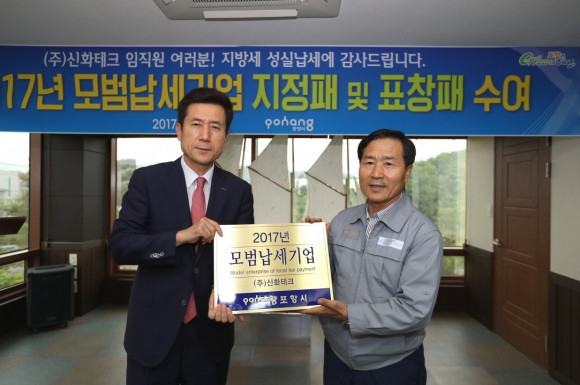 (주)신화테크 임직원 여러분! 지방세 성실납세에 감사드립니다.
17년 모범납세기업 지정패 및 표창패 수여
2017
pohang
포항시
2017년
모범납세기업
Model enterprise of local tax payment
(주)신화테크
pohang 포항시